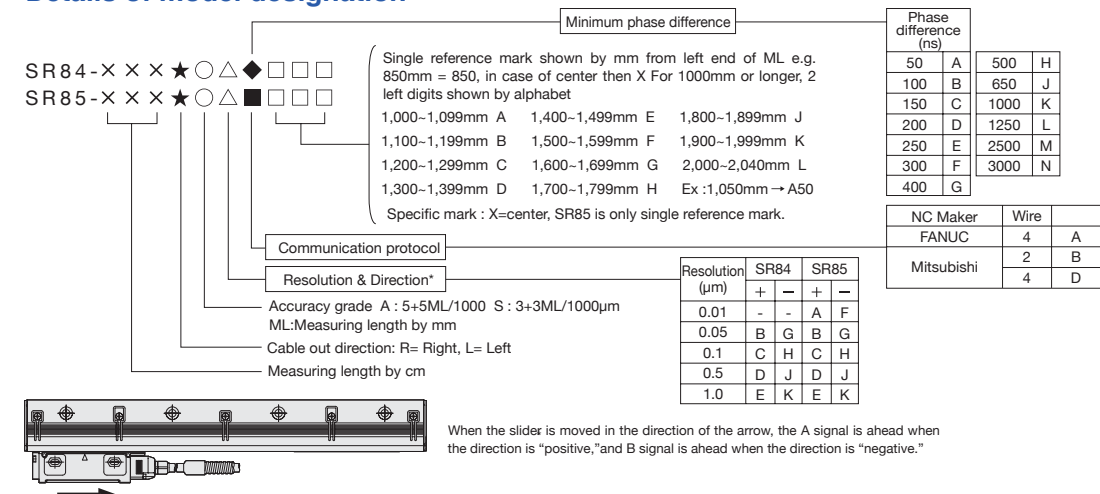 Details of model designation
Minimum phase difference
SR84-×××★○△◆□□□
SR85-×××★○△■□□□
Single reference mark shown by mm from left end of ML e.g.
850mm = 850, in case of center then X For 1000mm or longer, 2
left digits shown by alphabet
1,000~1,099mm A 1,400~1,499mm E 1,800~1,899mm J
1,100~1,199mm B 1,500~1,599mm F 1,900~1,999mm K
1,200~1,299mm C 1,600~1,699mm G 2,000~2,040mm L
1,300~1,399mm D 1,700~1,799mm H Ex :1,050mm→A50
Specific mark : X=center, SR85 is only single reference mark.
Phase
difference
(ns)
50 A 500 H
100 B 650 J
150 C 1000 K
200 D 1250 L
250 E 2500 M
300 F 3000 N
400 G
NC Maker Wire
FANUC 4 A
Mitsubishi 2 B
4 D
Communication protocol
Resolution & Direction*
Accuracy grade A : 5+5ML/1000 S : 3+3ML/1000μm
ML:Measuring length by mm
Cable out direction: R= Right, L= Left
Measuring length by cm
Resolution (μm) SR84 SR85
+ − + −
0.01 - - A F
0.05 B G B G
0.1 C H C H
0.5 D J D J
1.0 E K E K
When the slider is moved in the direction of the arrow, the A signal is ahead when
the direction is “positive,”and B signal is ahead when the direction is “negative.”